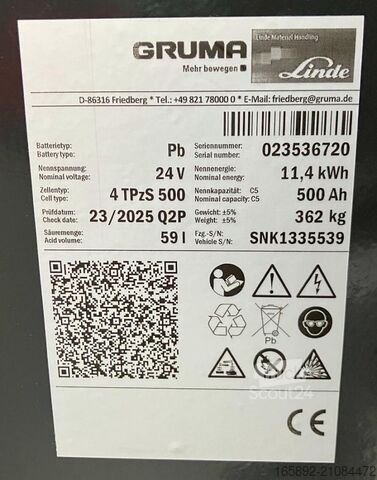 GRUMA
Mehr bewegen
Linde Material Handling
Linde
D-86316 Friedberg * Tel.: +49 821 78000 0 * E-Mail: friedberg@gruma.de
Batterietyp: Pb Seriennummer: 023536720
Battery type: Serial number:
Nennspannung: 24 V Nennenergie: 11,4 kWh
Nominal voltage: Nominal energy:
Zellentyp: 4 TPzS 500 Nennkapazität: C5 500 Ah
Cell type: Nominal capacity: C5
Prüfdatum: 23/2025 Q2P Gewicht: ±5% 362 kg
Check date: Weight: ±5%
Säuremenge: 59 l Fzg.-S/N: SNK1335539
Acid volume: Vehicle S/N:
Pb
Scout24
CE
165892-21084472